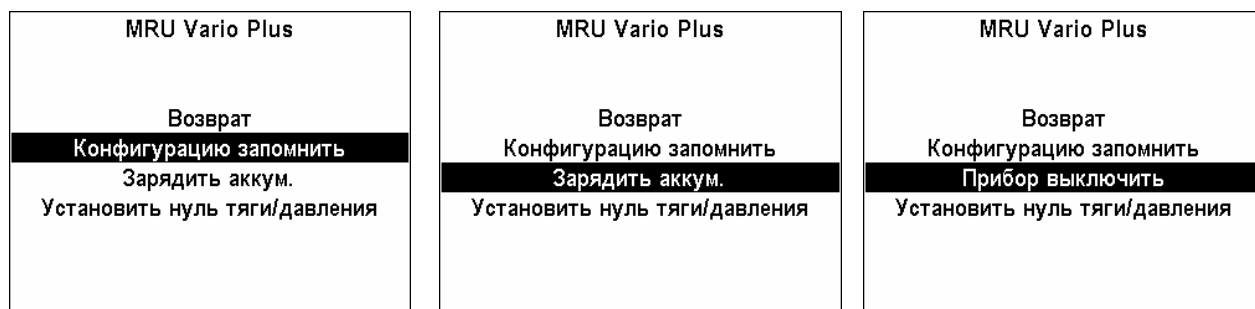 MRU Vario Plus
Возврат
Конфигурацию запомнить
Зарядить аккум.
Установить нуль тяги/давления
MRU Vario Plus
Возврат
Конфигурацию запомнить
Зарядить аккум.
Установить нуль тяги/давления
MRU Vario Plus
Возврат
Конфигурацию запомнить
Прибор выключить
Установить нуль тяги/давления